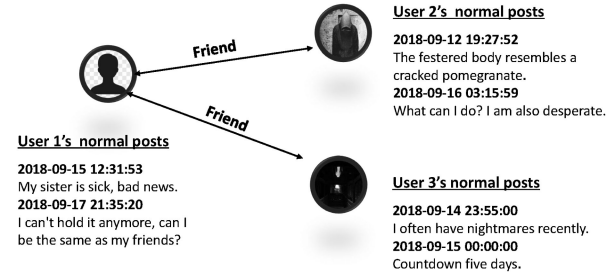 User 2's normal posts
2018-09-12 19:27:52
The festered body resembles a
cracked pomegranate.
2018-09-16 03:15:59
What can I do? I am also desperate.
Friend
Friend
User 1's normal posts
2018-09-15 12:31:53
My sister is sick, bad news.
2018-09-17 21:35:20
I can't hold it anymore, can I
be the same as my friends?
User 3's normal posts
2018-09-14 23:55:00
I often have nightmares recently.
2018-09-15 00:00:00
Countdown five days.